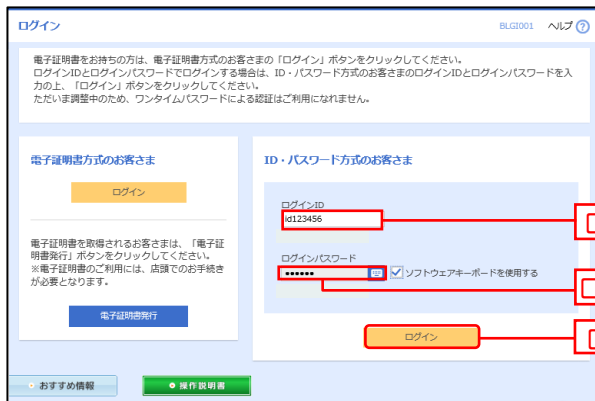 ログイン
BLGI001 ヘルプ ?
電子証明書をお持ちの方は、電子証明書方式のお客さまの「ログイン」ボタンをクリックしてください。
ログインIDとログインパスワードでログインする場合は、ID・パスワード方式のお客さまのログインIDとログインパスワードを入
力の上、「ログイン」ボタンをクリックしてください。
ただいま調整中のため、ワンタイムパスワードによる認証はご利用になれません。
電子証明書方式のお客さま
ログイン
電子証明書を取得されるお客さまは、「電子証
明書発行」ボタンをクリックしてください。
※電子証明書のご利用には、店頭でのお手続き
が必要となります。
電子証明書発行
ID・パスワード方式のお客さま
ログインID
id123456
ログインパスワード
●●●●●●
ソフトウェアキーボードを使用する
ログイン
おすすめ情報
操作説明書